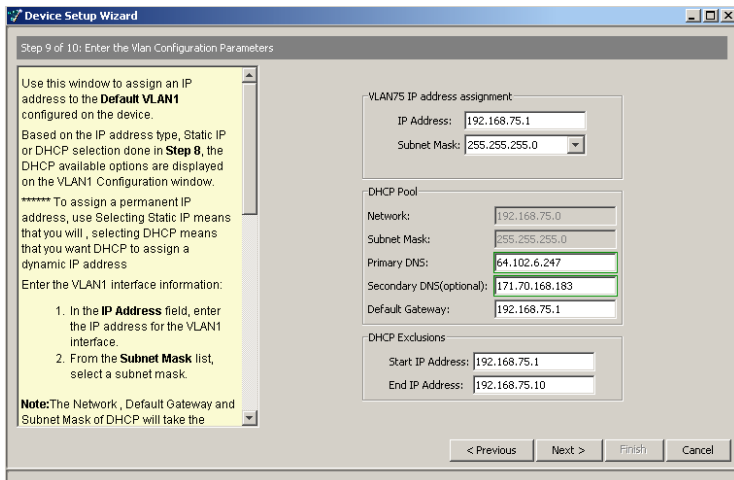 Device Setup Wizard
Step 9 of 10: Enter the Vlan Configuration Parameters
Use this window to assign an IP
address to the Default VLAN1
configured on the device.
Based on the IP address type, Static IP
or DHCP selection done in Step 8, the
DHCP available options are displayed
on the VLAN1 Configuration window.
****** To assign a permanent IP
address, use Selecting Static IP means
that you will , selecting DHCP means
that you want DHCP to assign a
dynamic IP address
Enter the VLAN1 interface information:
1. In the IP Address field, enter
the IP address for the VLAN1
interface.
2. From the Subnet Mask list,
select a subnet mask.
Note:The Network , Default Gateway and
Subnet Mask of DHCP will take the
VLAN75 IP address assignment
IP Address: 192.168.75.1
Subnet Mask: 255.255.255.0
DHCP Pool
Network: 192.168.75.0
Subnet Mask: 255.255.255.0
Primary DNS: 64.102.6.247
Secondary DNS(optional): 171.70.168.183
Default Gateway: 192.168.75.1
DHCP Exclusions
Start IP Address: 192.168.75.1
End IP Address: 192.168.75.10
< Previous Next > Finish Cancel